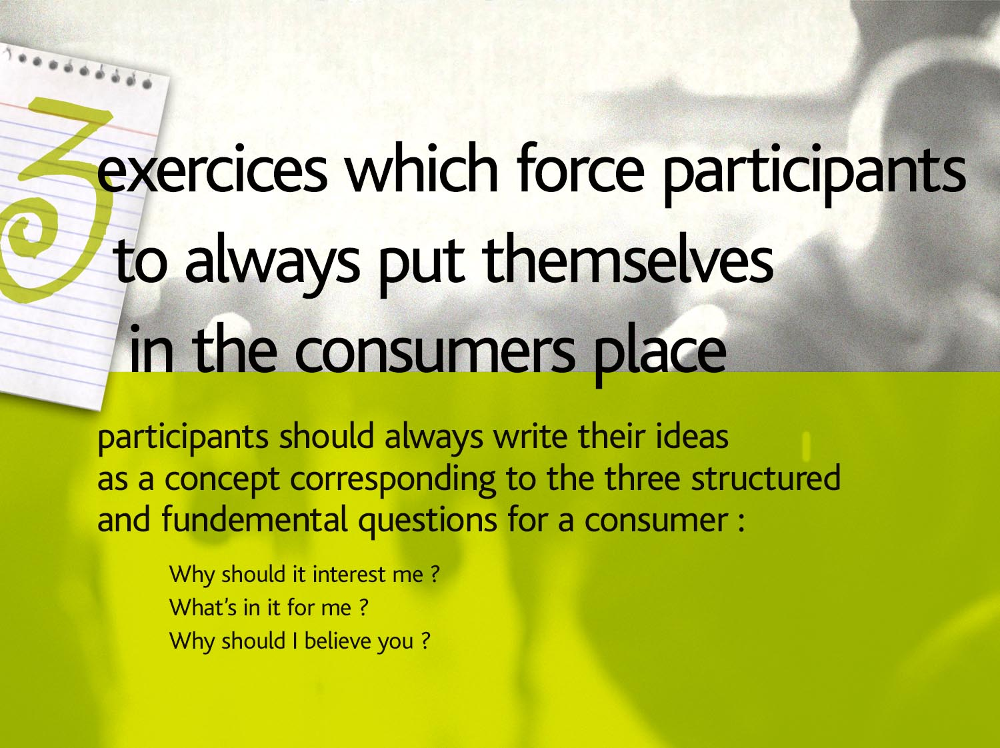 3
exercices which force participants
to always put themselves
in the consumers place
participants should always write their ideas
as a concept corresponding to the three structured
and fundemental questions for a consumer :
Why should it interest me ?
What's in it for me ?
Why should I believe you ?